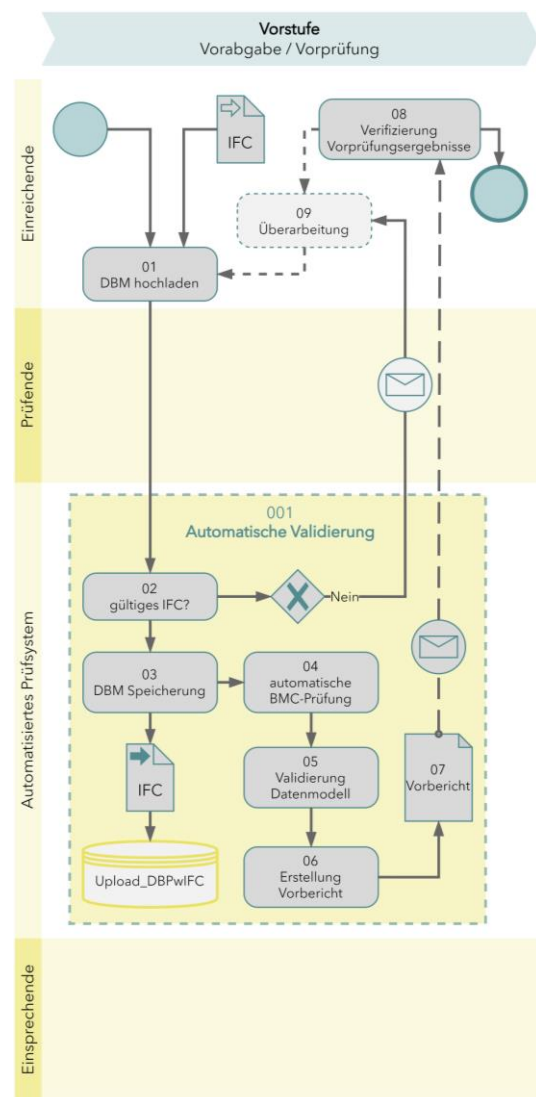 Vorstufe
Vorabgabe / Vorprüfung
Einreichende
IFC
08
Verifizierung
Vorprüfungsergebnisse
09
Überarbeitung
01
DBM hochladen
Prüfende
Automatisiertes Prüfsystem
001
Automatische Validierung
02
gültiges IFC?
Nein
03
DBM Speicherung
04
automatische
BMC-Prüfung
IFC
05
Validierung
Datenmodell
07
Vorbericht
Upload_DBPwIFC
06
Erstellung
Vorbericht
Einsprechende